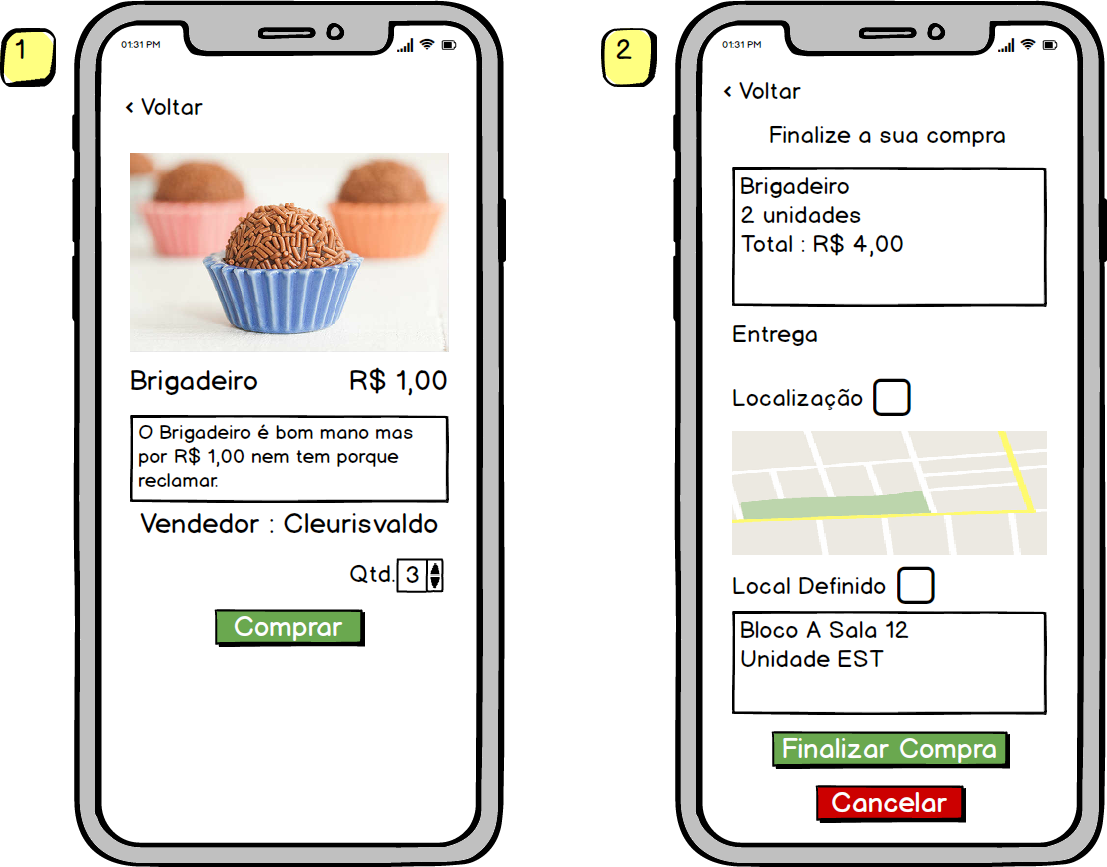 1
01:31 PM
< Voltar
Brigadeiro
R$ 1,00
O Brigadeiro é bom mano mas
por R$ 1,00 nem tem porque
reclamar.
Vendedor : Cleurisvaldo
Qtd. 3
Comprar
2
01:31 PM
< Voltar
Finalize a sua compra
Brigadeiro
2 unidades
Total : R$ 4,00
Entrega
Localização
Local Definido
Bloco A Sala 12
Unidade EST
Finalizar Compra
Cancelar